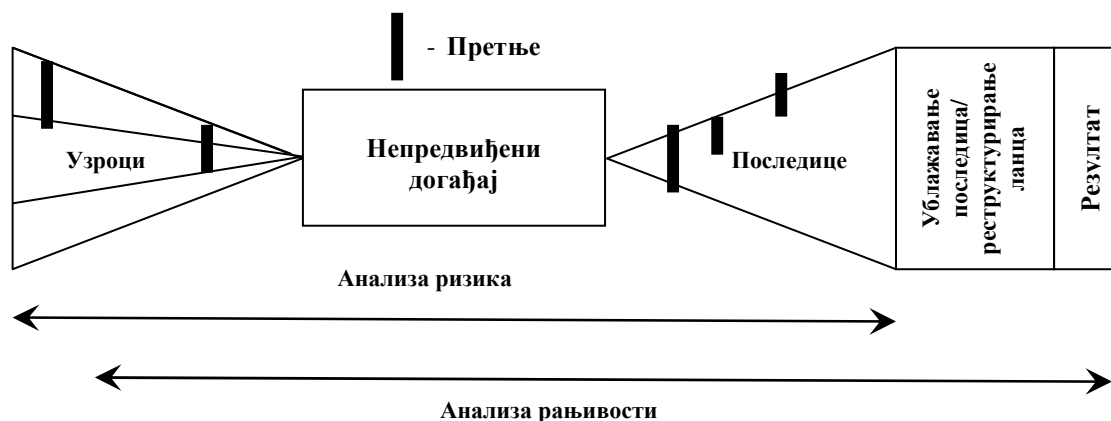 - Претње
Узроци
Непредвиђени
догађај
Последице
Ублажавање
последица/
реструктурирање
ланца
Резултат
Анализа ризика
Анализа рањивости